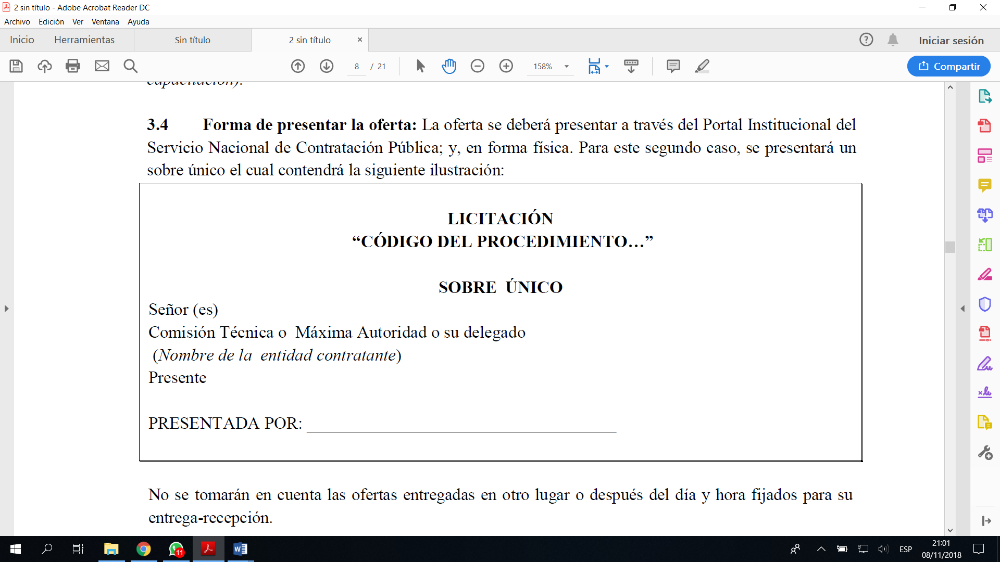 2 sin título - Adobe Acrobat Reader DC
Archivo Edición Ver Ventana Ayuda
Inicio Herramientas Sin título 2 sin título Iniciar sesión
8 / 21 158% Compartir
capacitación).
3.4 Forma de presentar la oferta: La oferta se deberá presentar a través del Portal Institucional del
Servicio Nacional de Contratación Pública; y, en forma física. Para este segundo caso, se presentará un
sobre único el cual contendrá la siguiente ilustración:
LICITACIÓN
“CÓDIGO DEL PROCEDIMIENTO…”
SOBRE ÚNICO
Señor (es)
Comisión Técnica o Máxima Autoridad o su delegado
(Nombre de la entidad contratante)
Presente
PRESENTADA POR: ____________________________________
No se tomarán en cuenta las ofertas entregadas en otro lugar o después del día y hora fijados para su
entrega-recepción.
11
ESP
21:01
08/11/2018